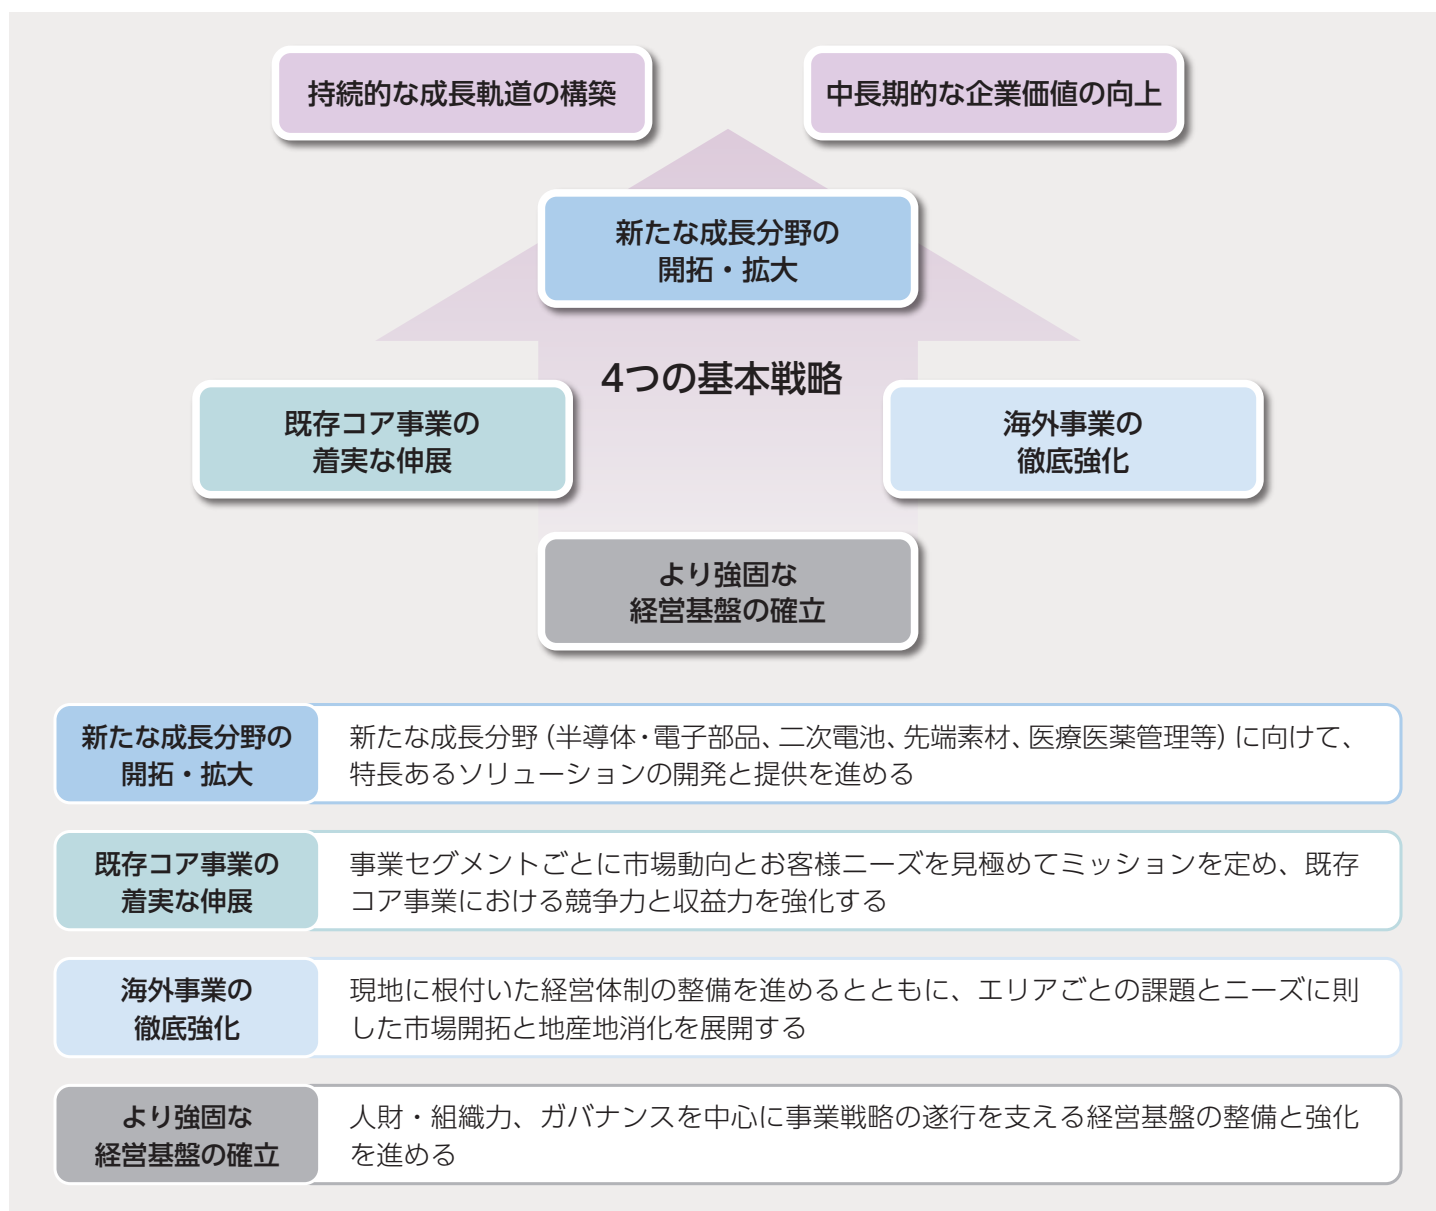 持続的な成長軌道の構築
中長期的な企業価値の向上
新たな成長分野の
開拓・拡大
4つの基本戦略
既存コア事業の
着実な伸展
海外事業の
徹底強化
より強固な
経営基盤の確立
新たな成長分野の
開拓・拡大
新たな成長分野（半導体・電子部品、二次電池、先端素材、医療医薬管理等）に向けて、
特長あるソリューションの開発と提供を進める
既存コア事業の
着実な伸展
事業セグメントごとに市場動向とお客様ニーズを見極めてミッションを定め、既存
コア事業における競争力と収益力を強化する
海外事業の
徹底強化
現地に根付いた経営体制の整備を進めるとともに、エリアごとの課題とニーズに則
した市場開拓と地産地消化を展開する
より強固な
経営基盤の確立
人財・組織力、ガバナンスを中心に事業戦略の遂行を支える経営基盤の整備と強化
を進める